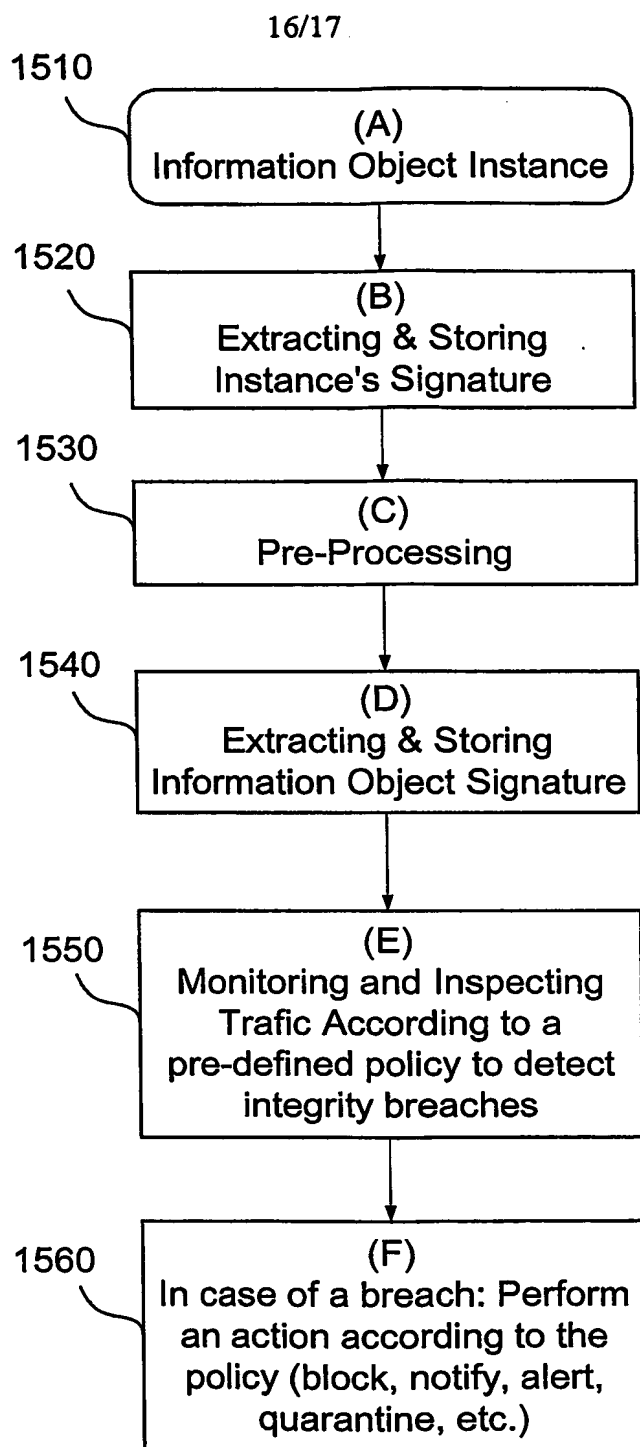 16/17
1510
(A)
Information Object Instance
1520
(B)
Extracting & Storing
Instance's Signature
1530
(C)
Pre-Processing
1540
(D)
Extracting & Storing
Information Object Signature
1550
(E)
Monitoring and Inspecting
Trafic According to a
pre-defined policy to detect
integrity breaches
1560
(F)
In case of a breach: Perform
an action according to the
policy (block, notify, alert,
quarantine, etc.)